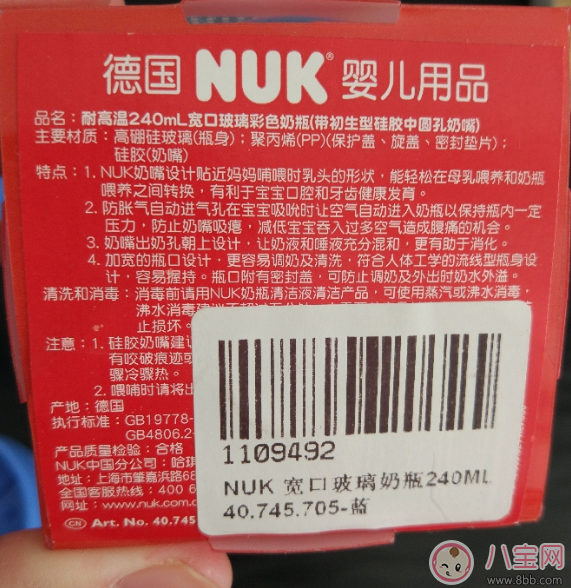 德国 NUK® 婴儿用品
品名：耐高温240mL宽口玻璃彩色奶瓶(带初生型硅胶中圆孔奶嘴)
主要材质：高硼硅玻璃(瓶身)；聚丙烯(PP)(保护盖、旋盖、密封垫片)；
硅胶(奶嘴)
特点：1. NUK奶嘴设计贴近妈妈哺喂时乳头的形状，能轻松在母乳喂养和奶瓶
喂养之间转换，有利于宝宝口腔和牙齿健康发育。
2. 防胀气自动进气孔在宝宝吸吮时让空气自动进入奶瓶以保持瓶内一定
压力，防止奶嘴吸瘪，减低宝宝吞入过多空气造成腹痛的机会。
3. 奶嘴出奶孔朝上设计，让奶液和唾液充分混和，更有助于消化。
4. 加宽的瓶口设计，更容易调奶及清洗，符合人体工学的流线型瓶身设
计，容易握持。瓶口附有密封盖，可防止调奶及外出时奶水外溢。
清洗和消毒：消毒前请用NUK奶瓶清洁液清洁产品，可使用蒸汽或沸水消毒，
沸水消毒
止损坏。
注意：1. 硅胶奶嘴建
有咬破痕迹或
骤冷骤热。
2. 喂哺时请将
产地：德国
执行标准：GB19778-
GB4806.2
产品质量检验：合格
NUK中国分公司：哈
地址：上海市肇嘉浜路6
全国客服热线：400 6
网址：www.nuk.com.c
CN Art. No. 40.745
1109492
NUK 宽口玻璃奶瓶240ML
40.745.705-蓝
八宝网
www.8bb.com